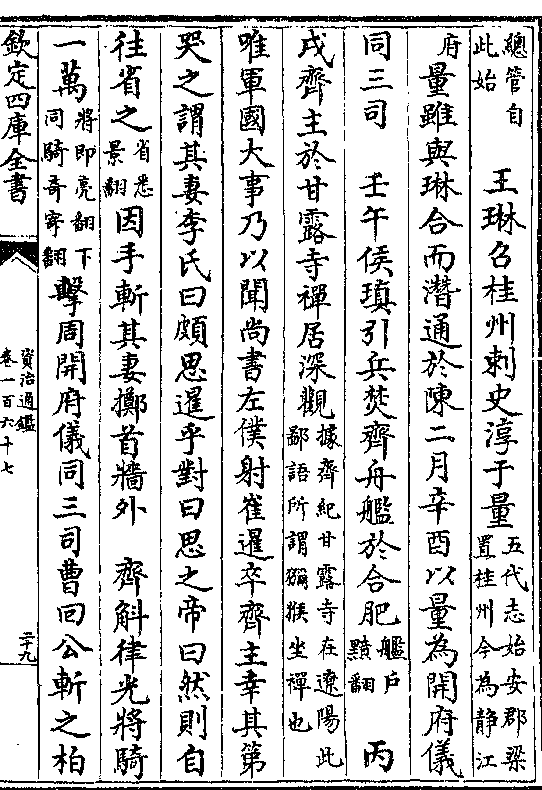 總管自此始　王琳召桂州刺史淳于量五代志始安郡梁置桂州今為静江
府量雖與琳合而潛通於陳二月辛酉以量為開府儀
同三司　壬午侯瑱引兵焚齊舟艦於合肥艦户黤翻　丙
戌齊主於甘露寺禪居深觀據齊紀甘露寺在遼陽此鄙語所謂獼猴坐禪也
唯軍國大事乃以聞尚書左僕射崔暹卒齊主幸其第
哭之謂其妻李氏曰頗思暹乎對曰思之帝曰然則自
往省之省悉景翻因手斬其妻擲首牆外　齊斛律光將騎
一萬將即亮翻下同騎奇寄翻擊周開府儀同三司曹回公斬之柏
欽定四庫全書
資治通鑑
卷一百六十七
二十九